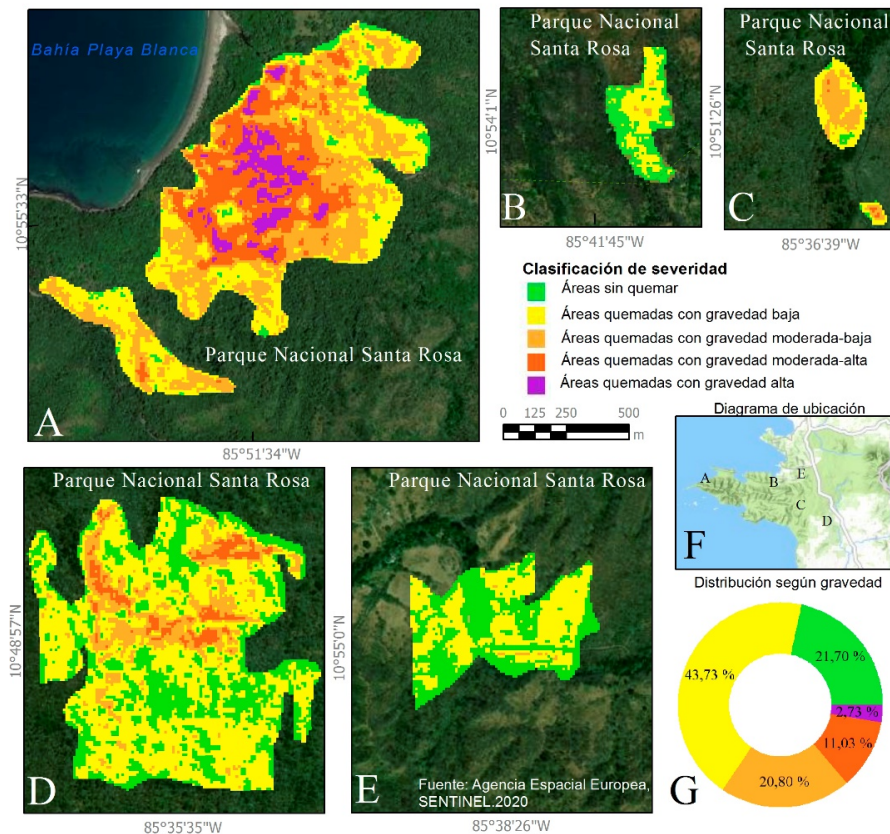 Bahia Playa Blanca
Parque Nacional Santa Rosa
A
10°55'33"N
85°51'34"W
Parque Nacional
Santa Rosa
B
10°54'1"N
85°41'45"W
Parque Nacional
Santa Rosa
C
10°51'26"N
85°36'39"W
Clasificación de severidad
Áreas sin quemar
Áreas quemadas con gravedad baja
Áreas quemadas con gravedad moderada-baja
Áreas quemadas con gravedad moderada-alta
Áreas quemadas con gravedad alta
0 125 250 500
m
Parque Nacional Santa Rosa
D
10°48'57"N
85°35'35"W
Parque Nacional Santa Rosa
E
10°55'0"N
85°38'26"W
Fuente: Agencia Espacial Europea,
SENTINEL.2020
Diagrama de ubicación
A
B
E
C
D
F
Distribución según gravedad
21,70 %
43,73 %
2,73 %
11,03 %
20,80 %
G